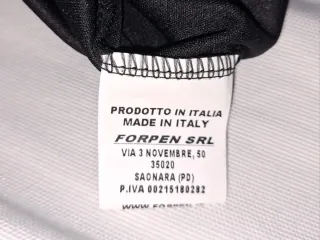 PRODOTTO IN ITALIA
MADE IN ITALY
FORPEN SRL
VIA 3 NOVEMBRE, 50
35020
SAONARA (PD)
P.IVA 00215180282